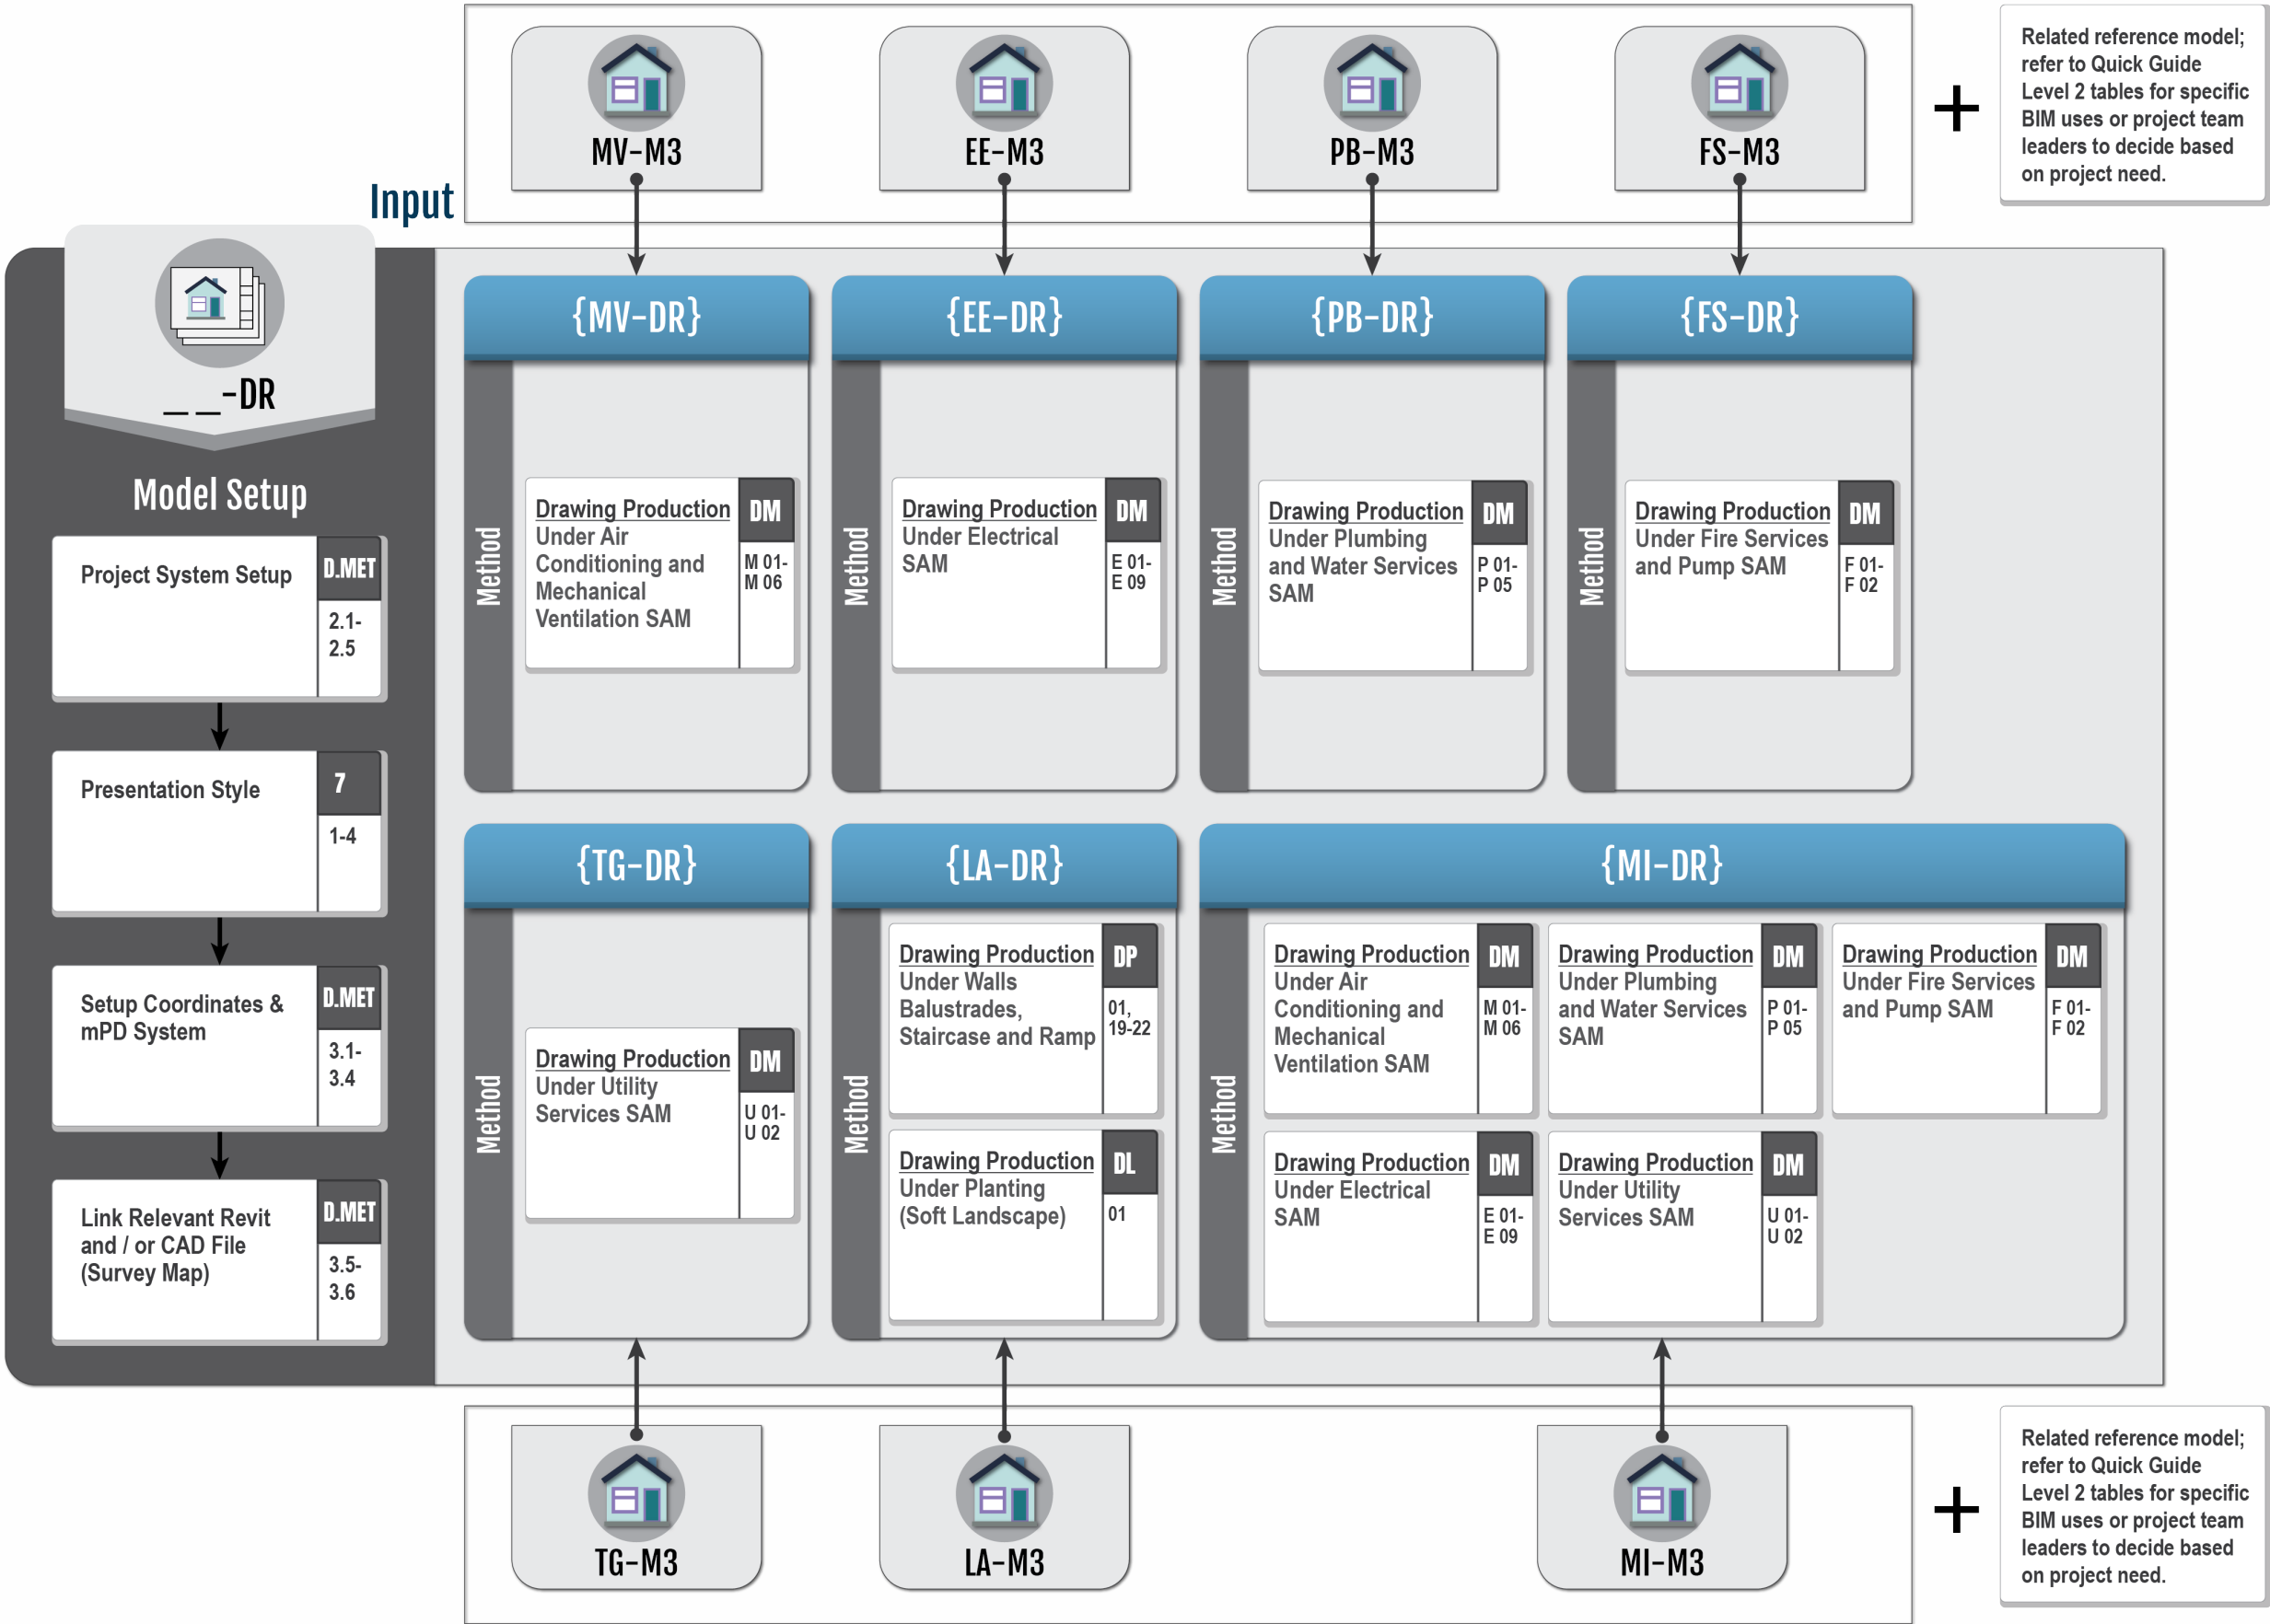 MV-M3
EE-M3
PB-M3
FS-M3
+
Related reference model;
refer to Quick Guide
Level 2 tables for specific
BIM uses or project team
leaders to decide based
on project need.
Input
_ _-DR
Model Setup
Project System Setup
D.MET
2.1-
2.5
Presentation Style
7
1-4
Setup Coordinates &
mPD System
D.MET
3.1-
3.4
Link Relevant Revit
and / or CAD File
(Survey Map)
D.MET
3.5-
3.6
{MV-DR}
Method
Drawing Production
Under Air
Conditioning and
Mechanical
Ventilation SAM
DM
M 01-
M 06
{EE-DR}
Method
Drawing Production
Under Electrical
SAM
DM
E 01-
E 09
{PB-DR}
Method
Drawing Production
Under Plumbing
and Water Services
SAM
DM
P 01-
P 05
{FS-DR}
Method
Drawing Production
Under Fire Services
and Pump SAM
DM
F 01-
F 02
{TG-DR}
Method
Drawing Production
Under Utility
Services SAM
DM
U 01-
U 02
{LA-DR}
Method
Drawing Production
Under Walls
Balustrades,
Staircase and Ramp
DP
01,
19-22
Drawing Production
Under Planting
(Soft Landscape)
DL
01
{MI-DR}
Method
Drawing Production
Under Air
Conditioning and
Mechanical
Ventilation SAM
DM
M 01-
M 06
Drawing Production
Under Plumbing
and Water Services
SAM
DM
P 01-
P 05
Drawing Production
Under Fire Services
and Pump SAM
DM
F 01-
F 02
Drawing Production
Under Electrical
SAM
DM
E 01-
E 09
Drawing Production
Under Utility
Services SAM
DM
U 01-
U 02
TG-M3
LA-M3
MI-M3
+
Related reference model;
refer to Quick Guide
Level 2 tables for specific
BIM uses or project team
leaders to decide based
on project need.